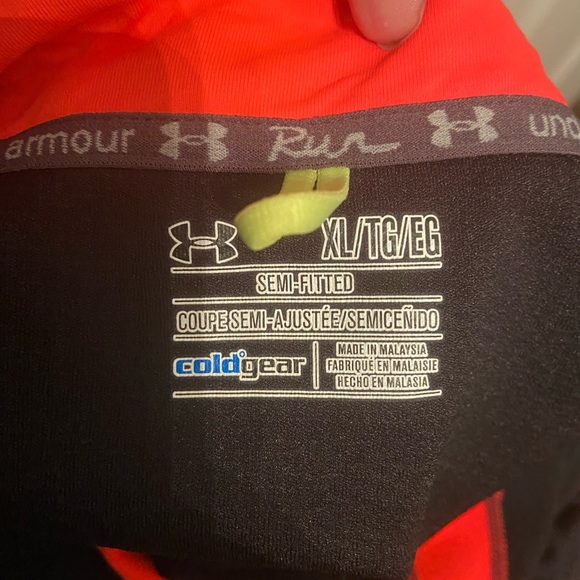 armour Run und
XL/TG/EG
SEMI-FITTED
COUPE SEMI-AJUSTÉE/SEMICEÑIDO
coldgear
MADE IN MALAYSIA
FABRIQUÉ EN MALAISIE
HECHO EN MALASIA